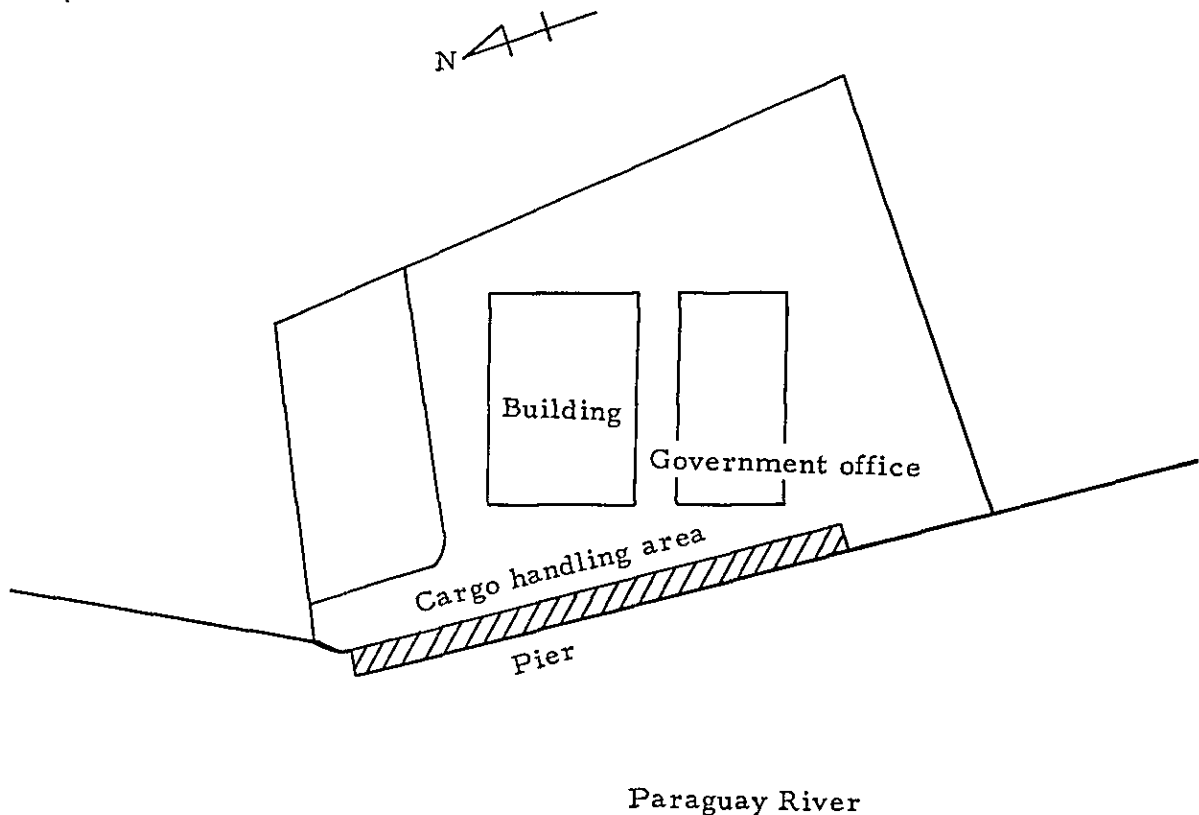 N
Building
Government office
Cargo handling area
Pier
Paraguay River